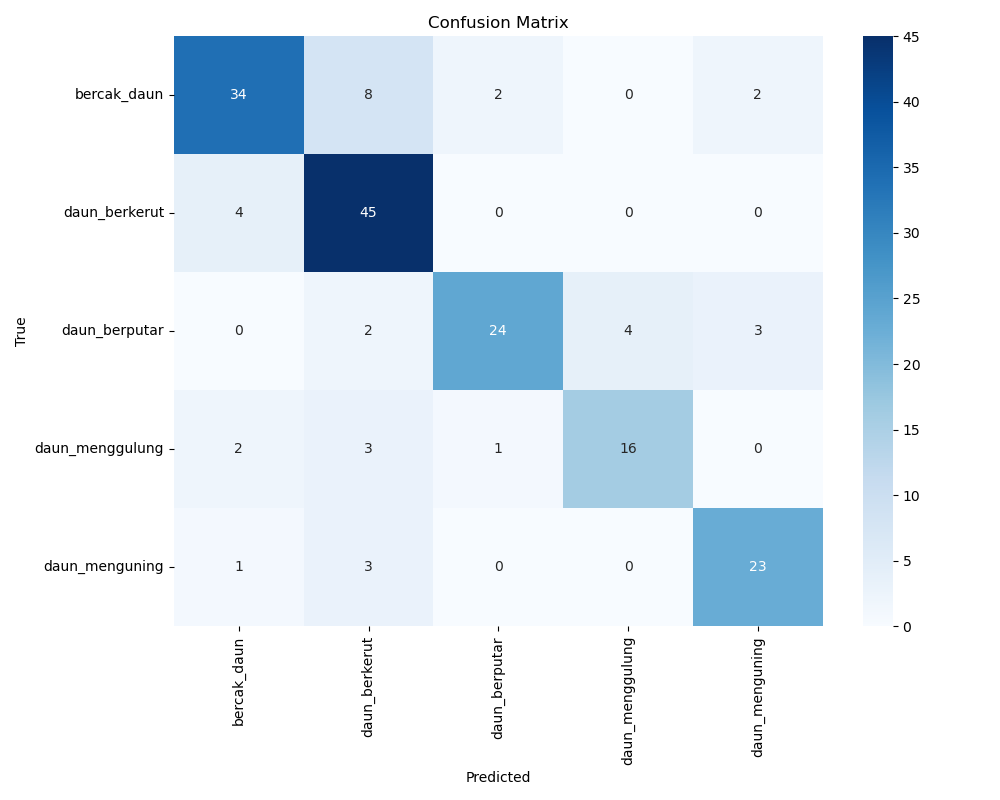 Confusion Matrix
True
bercak_daun 34 8 2 0 2
daun_berkerut 4 45 0 0 0
daun_berputar 0 2 24 4 3
daun_menggulung 2 3 1 16 0
daun_menguning 1 3 0 0 23
bercak_daun
daun_berkerut
daun_berputar
daun_menggulung
daun_menguning
Predicted
45
40
35
30
25
20
15
10
5
0